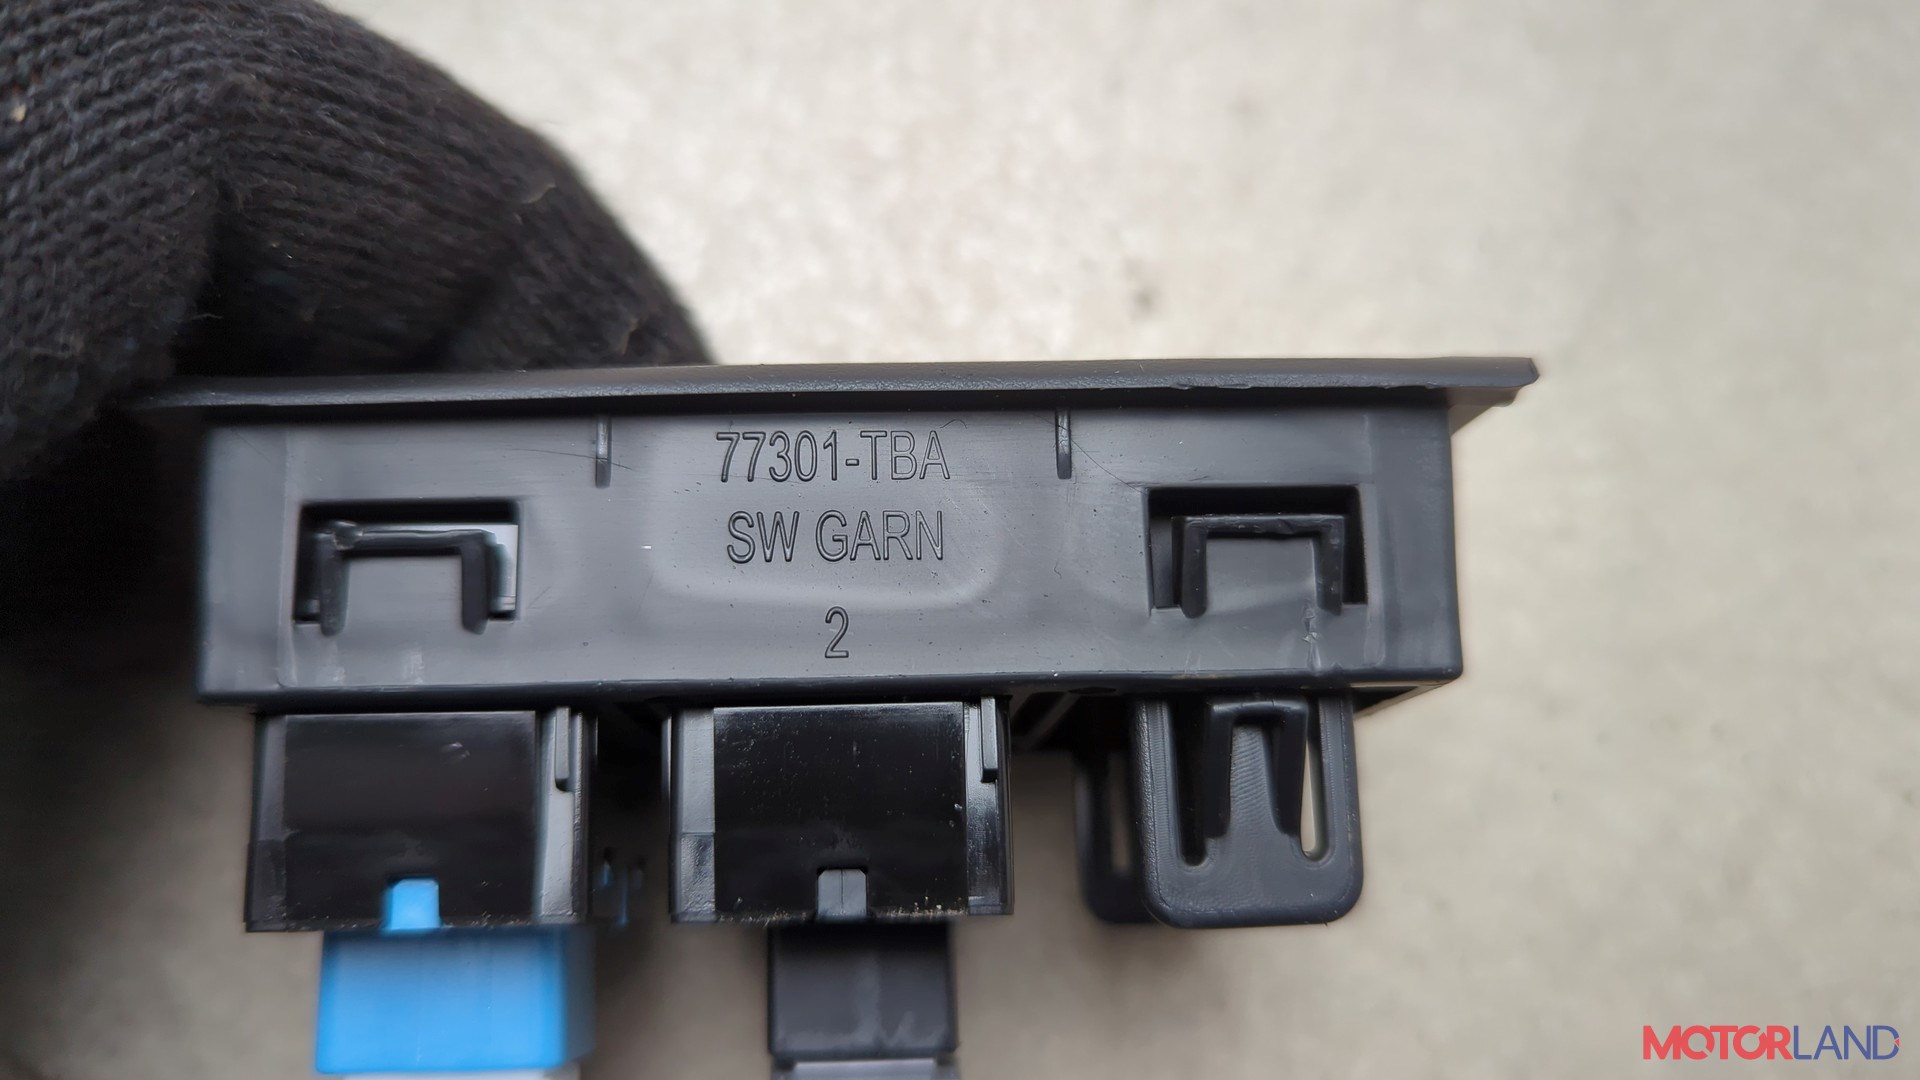 77301-TBA
SW GARN
2
MOTORLAND